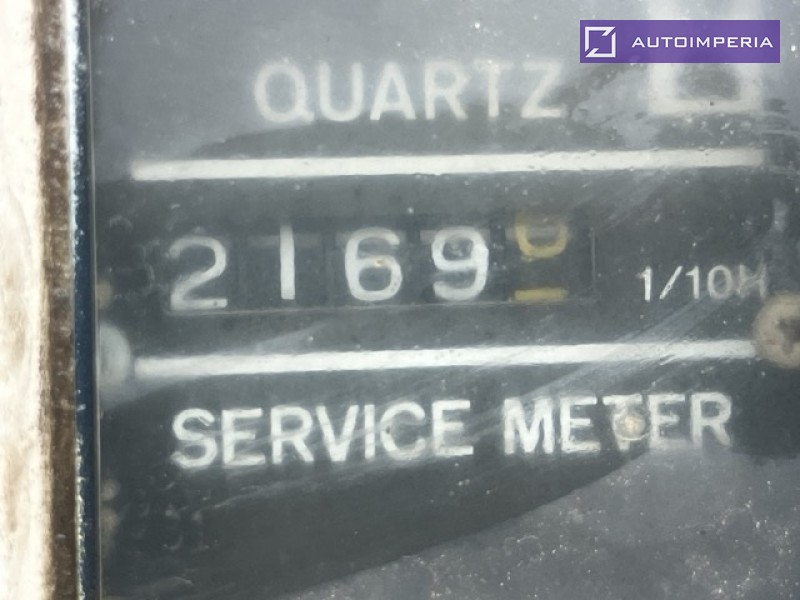 AUTOIMPERIA
QUARTZ
2169 1/10H
SERVICE METER